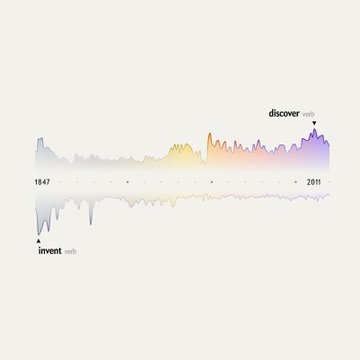 discover verb
1847 2011
invent verb